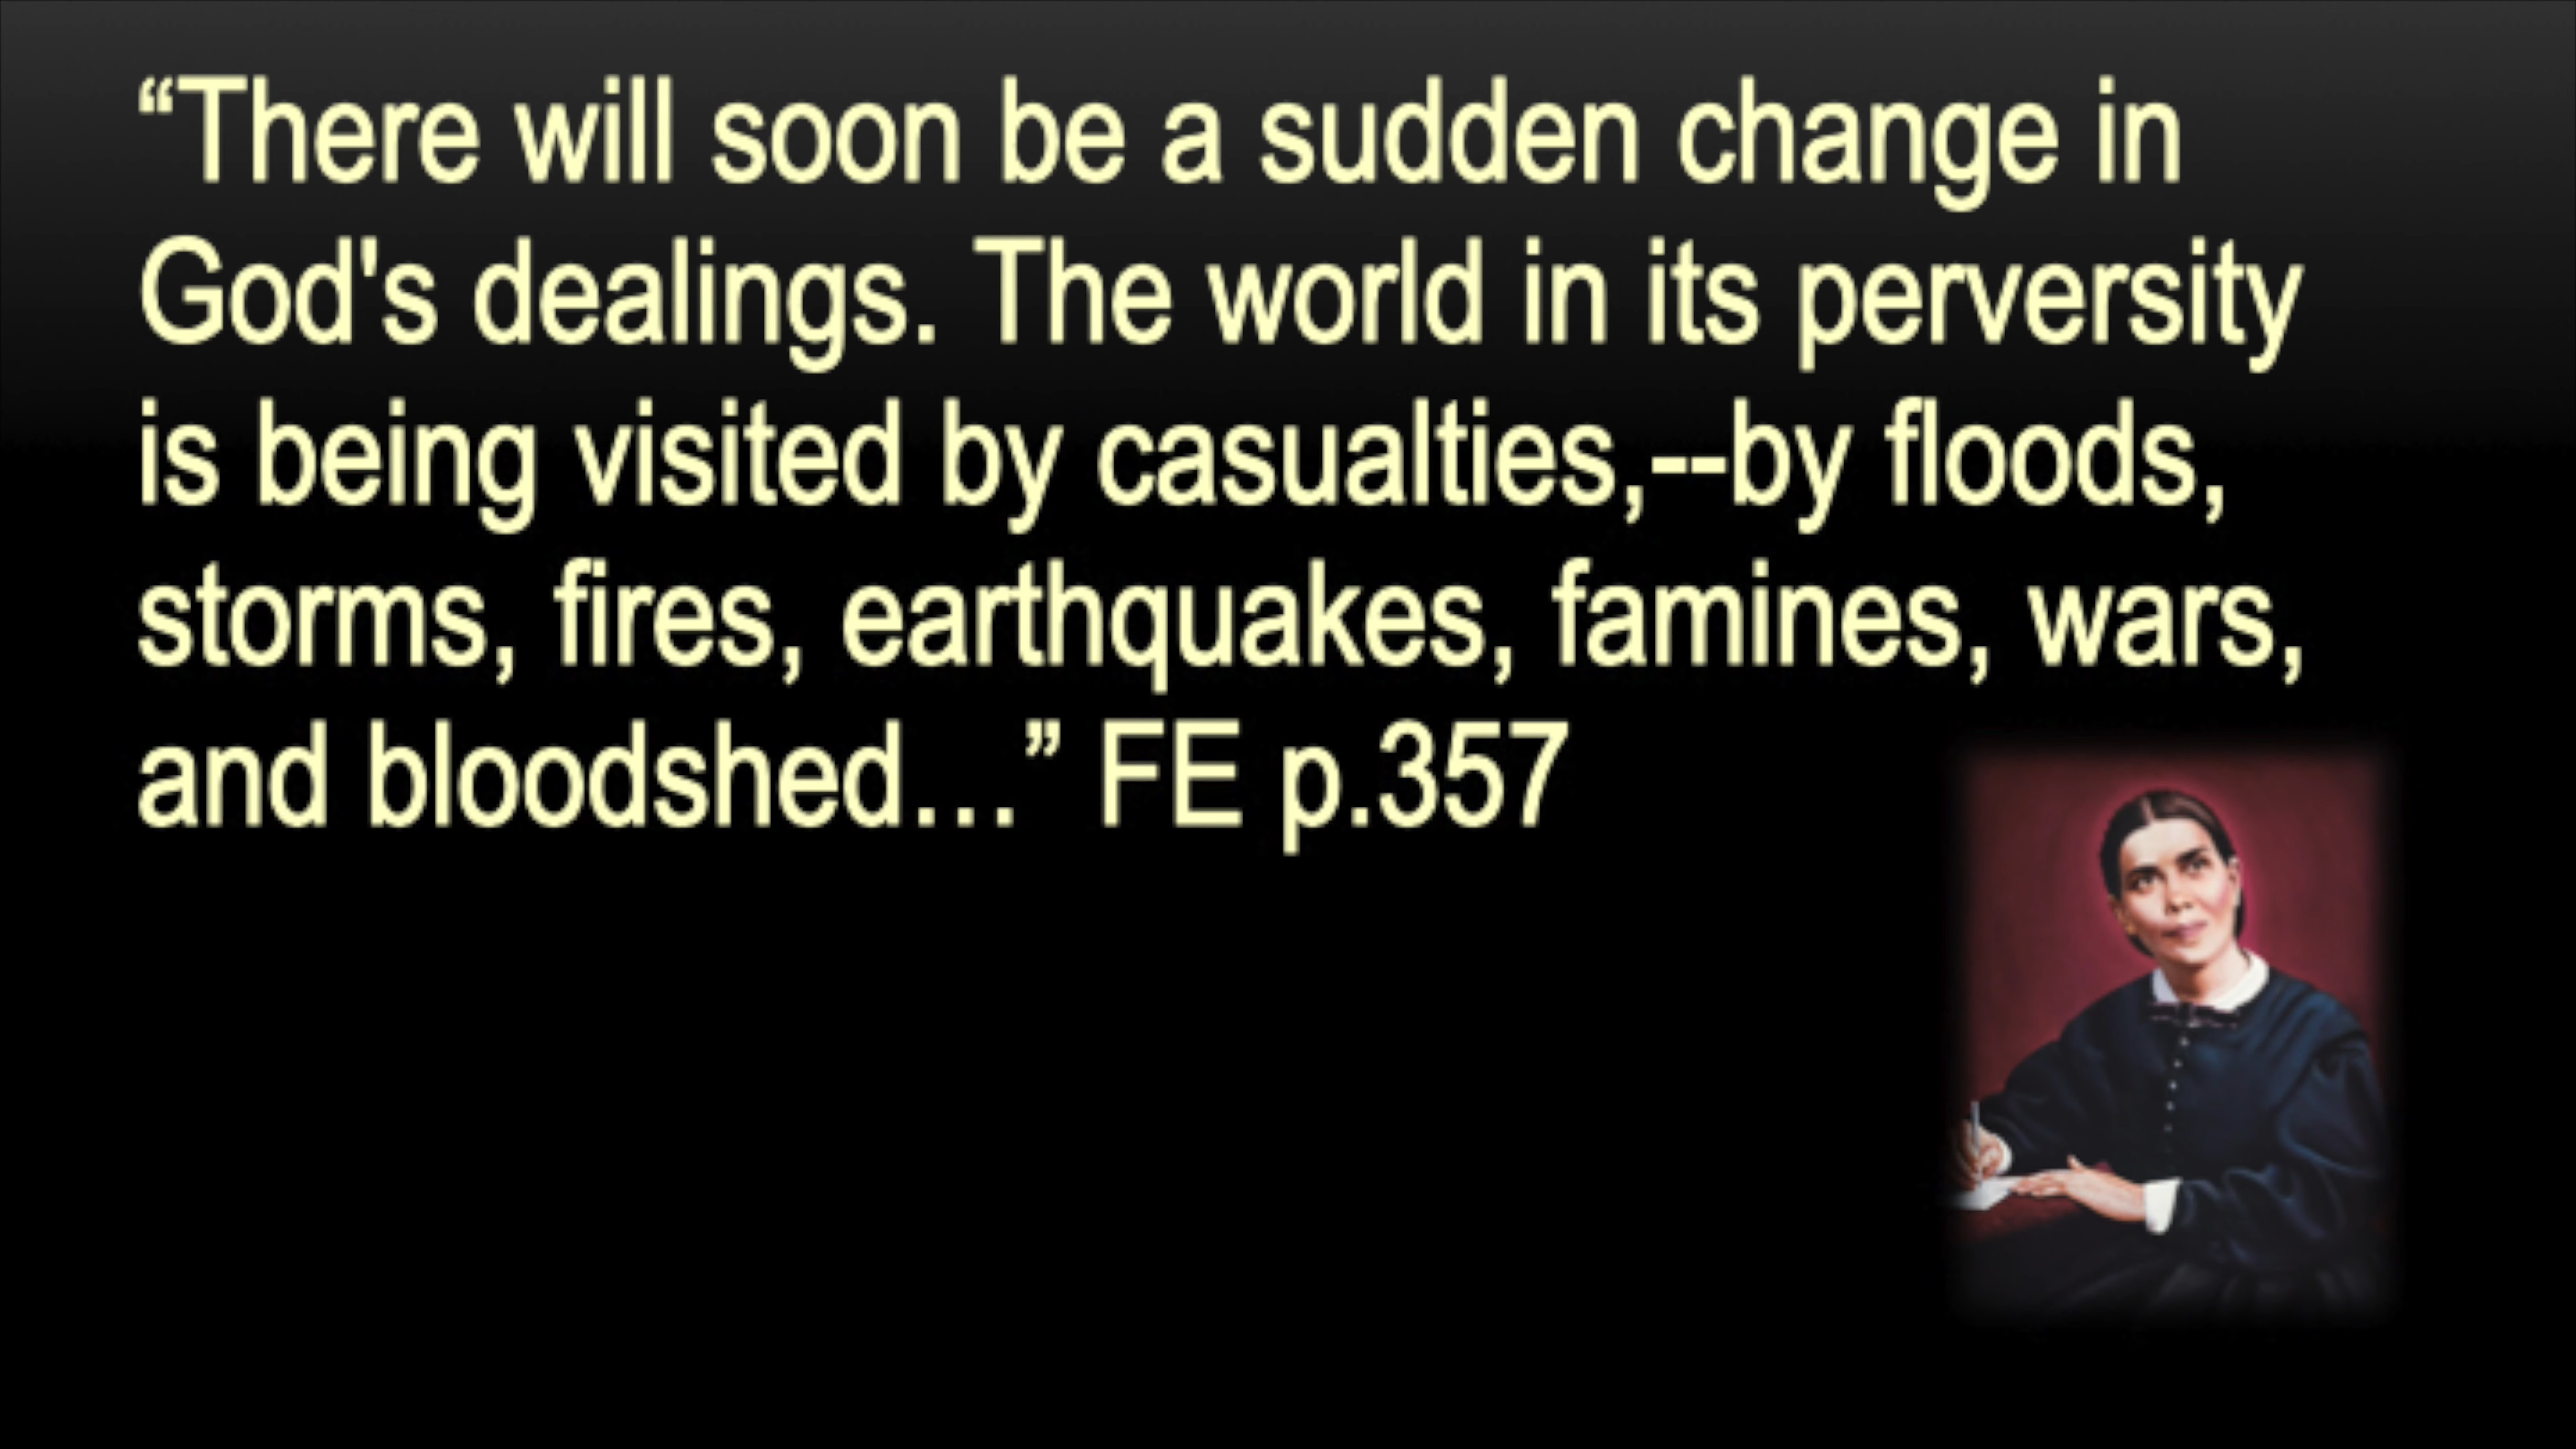 “There will soon be a sudden change in
God's dealings. The world in its perversity
is being visited by casualties,--by floods,
storms, fires, earthquakes, famines, wars,
and bloodshed…” FE p.357